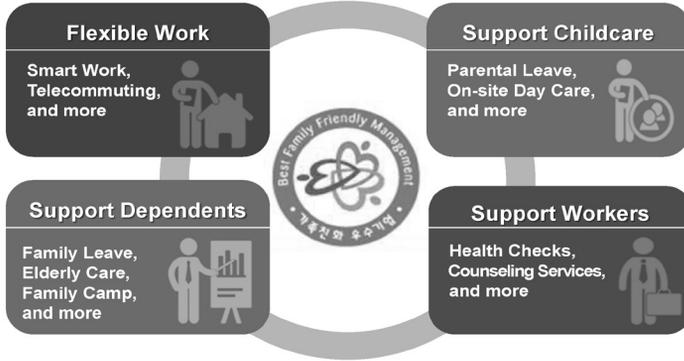 Flexible Work
Smart Work,
Telecommuting,
and more
Support Childcare
Parental Leave,
On-site Day Care,
and more
Best Family Friendly Management
가족친화 우수기업
Support Dependents
Family Leave,
Elderly Care,
Family Camp,
and more
Support Workers
Health Checks,
Counseling Services,
and more